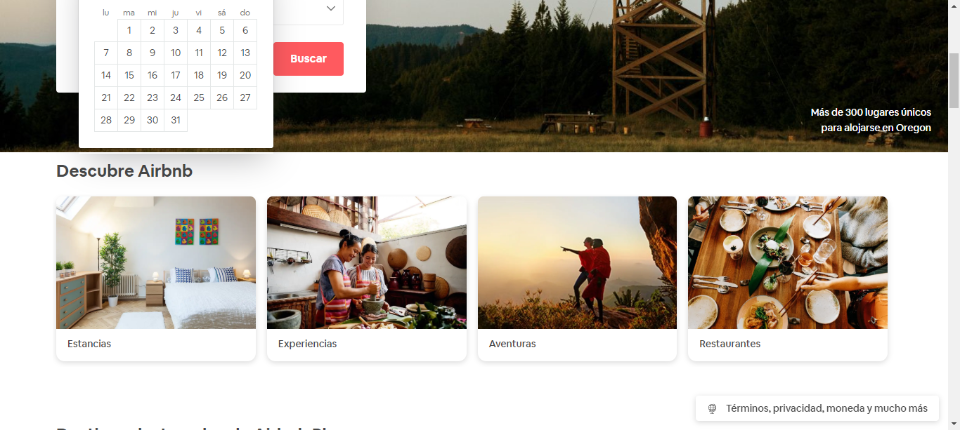 lu ma mi ju vi sá do
1 2 3 4 5 6
7 8 9 10 11 12 13
14 15 16 17 18 19 20
21 22 23 24 25 26 27
28 29 30 31
Buscar
Más de 300 lugares únicos
para alojarse en Oregon
Descubre Airbnb
Estancias
Experiencias
Aventuras
Restaurantes
Términos, privacidad, moneda y mucho más